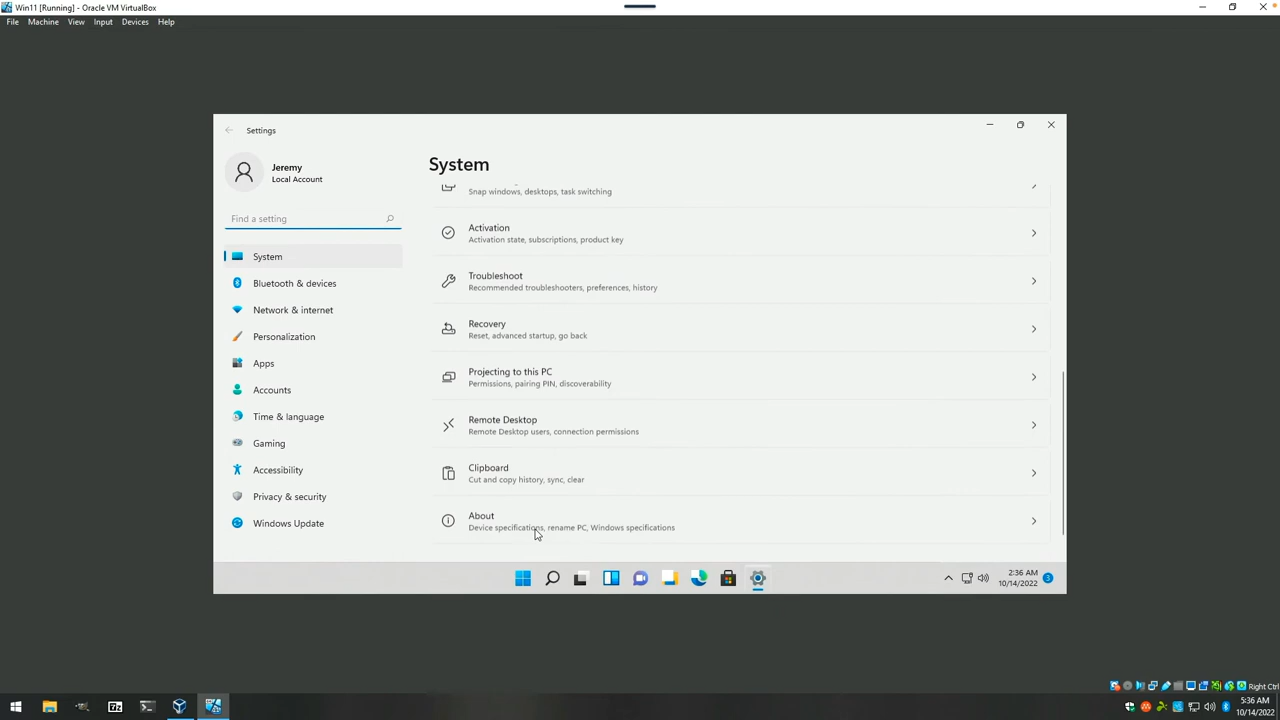 Win11 [Running] - Oracle VM VirtualBox
File Machine View Input Devices Help
Settings
Jeremy
Local Account
Find a setting
System
Bluetooth & devices
Network & internet
Personalization
Apps
Accounts
Time & language
Gaming
Accessibility
Privacy & security
Windows Update
System
Snap windows, desktops, task switching
Activation
Activation state, subscriptions, product key
Troubleshoot
Recommended troubleshooters, preferences, history
Recovery
Reset, advanced startup, go back
Projecting to this PC
Permissions, pairing PIN, discoverability
Remote Desktop
Remote Desktop users, connection permissions
Clipboard
Cut and copy history, sync, clear
About
Device specifications, rename PC, Windows specifications
2:36 AM
10/14/2022
3
Right Ctrl
5:36 AM
10/14/2022